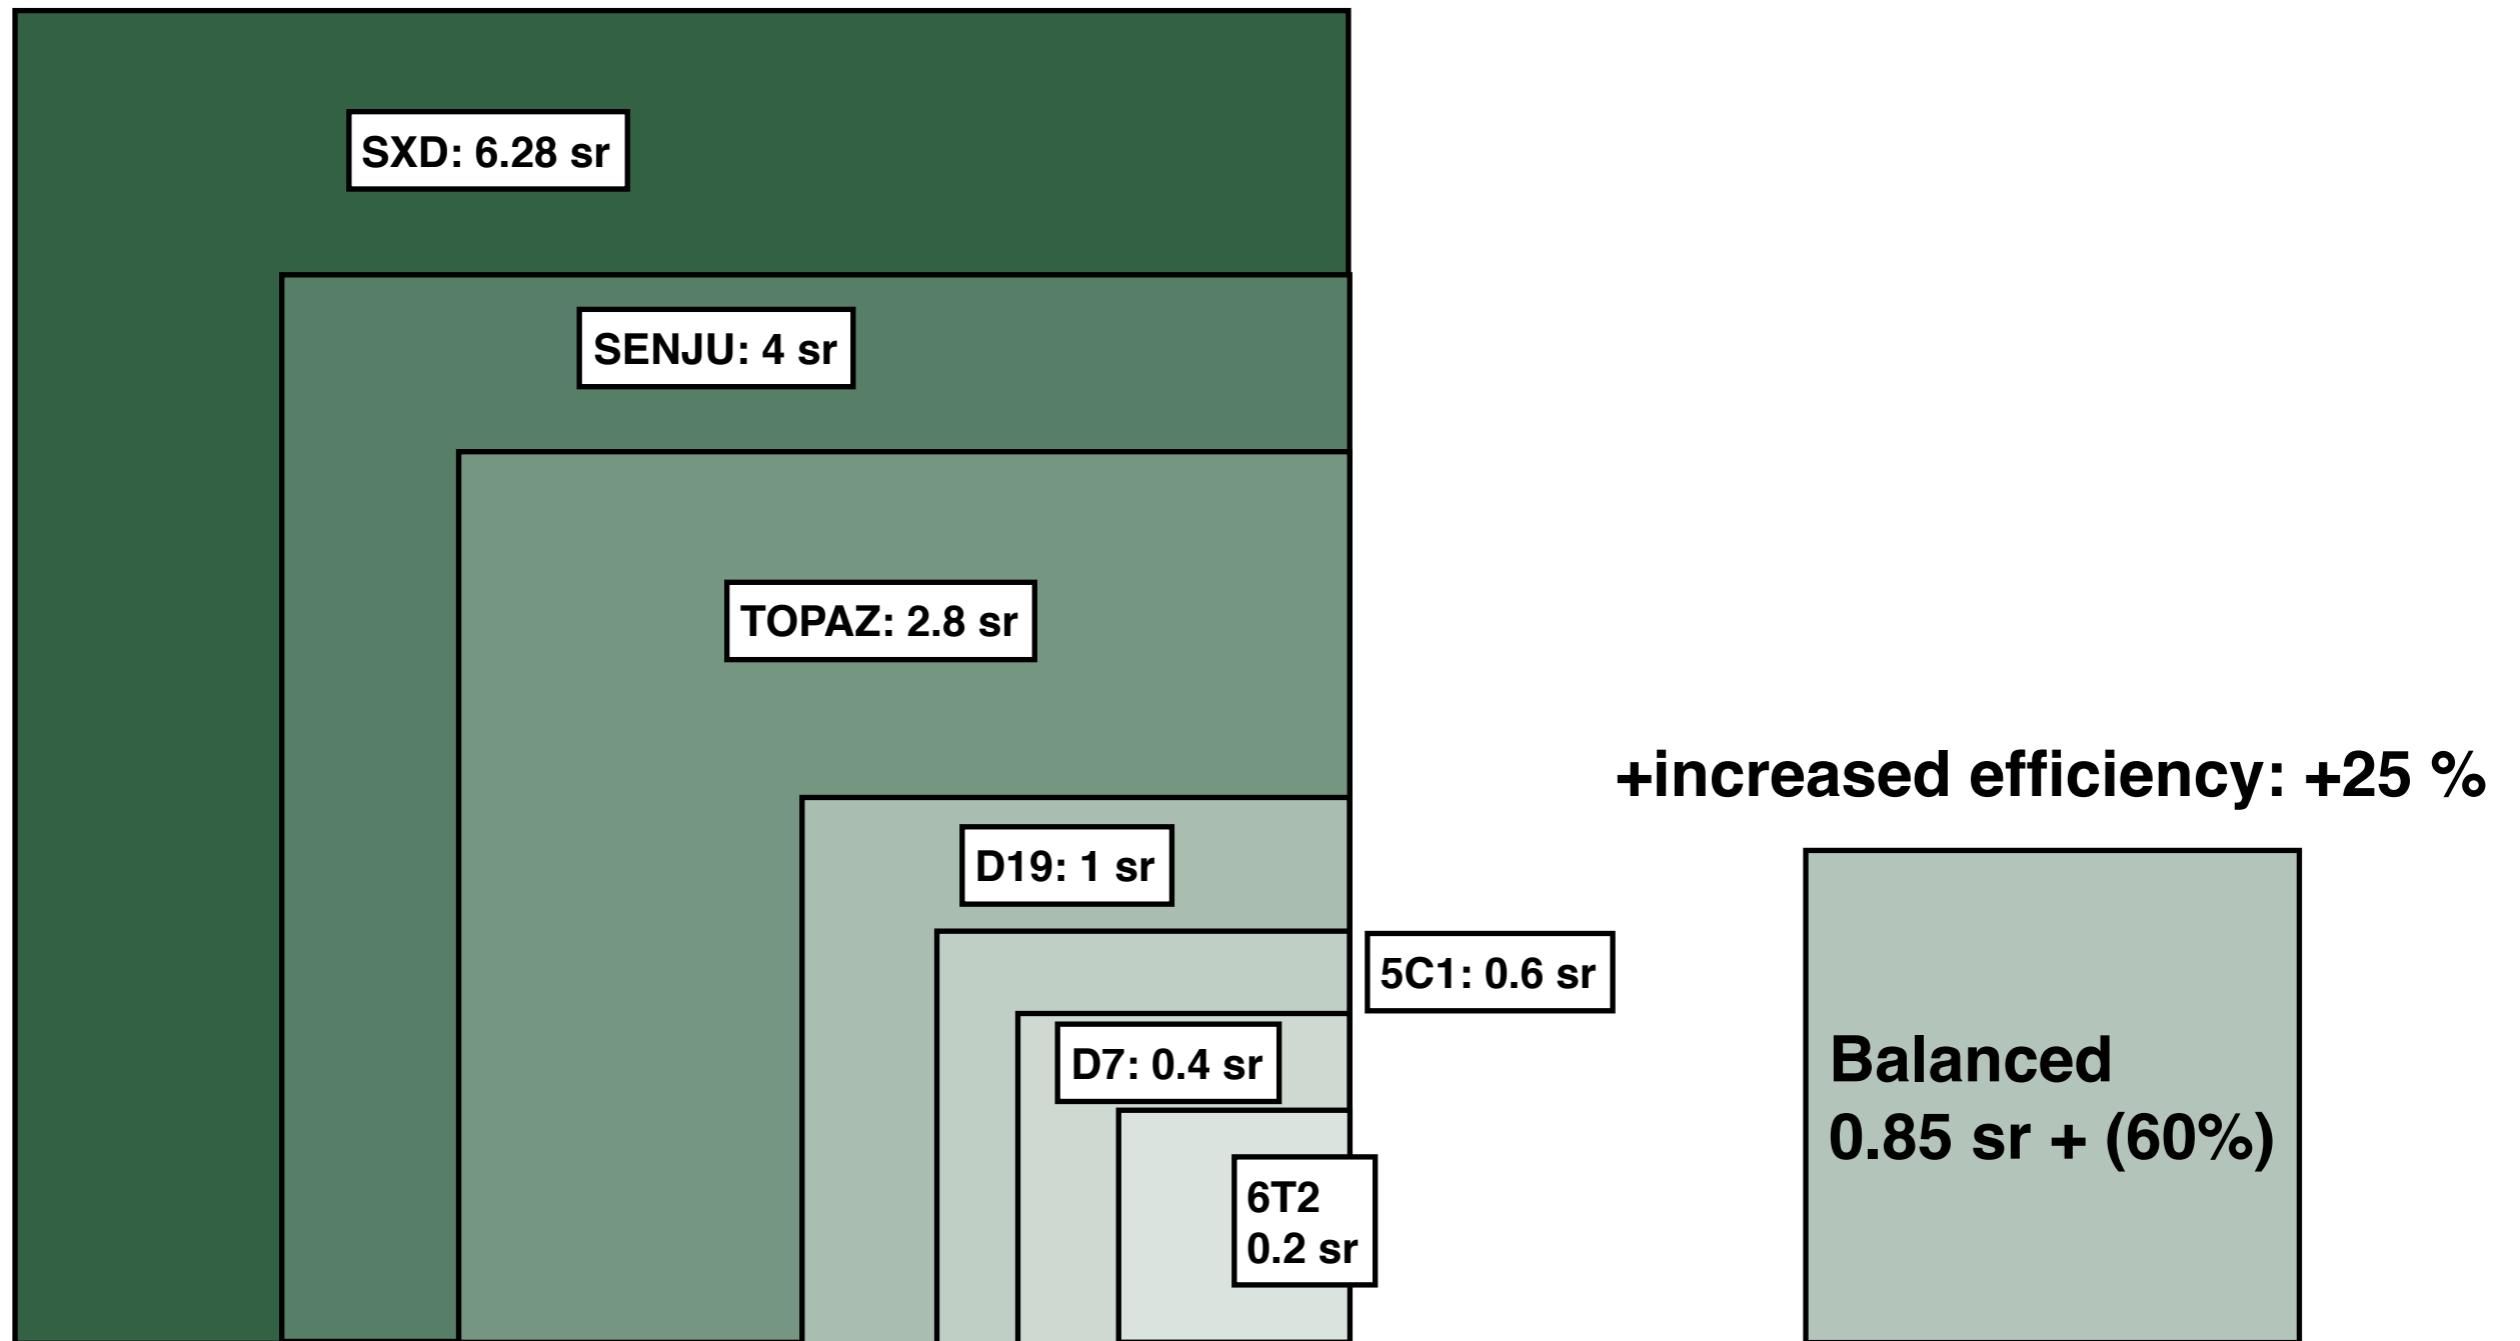 SXD: 6.28 sr
SENJU: 4 sr
TOPAZ: 2.8 sr
+increased efficiency: +25 %
D19: 1 sr
5C1: 0.6 sr
D7: 0.4 sr
Balanced
0.85 sr + (60%)
6T2
0.2 sr